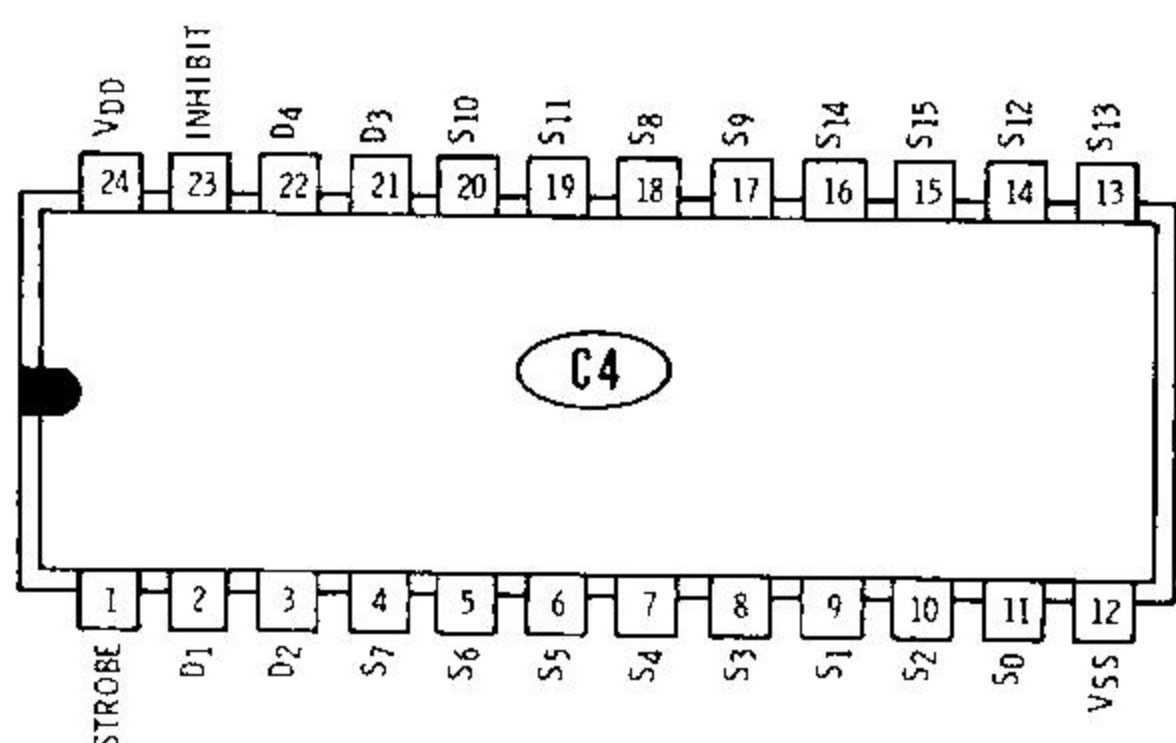 VDD INHIBIT D4 D3 S10 S11 S8 S9 S14 S15 S12 S13
24 23 22 21 20 19 18 17 16 15 14 13
C4
1 2 3 4 5 6 7 8 9 10 11 12
STROBE D1 D2 S7 S6 S5 S4 S3 S1 S2 S0 VSS